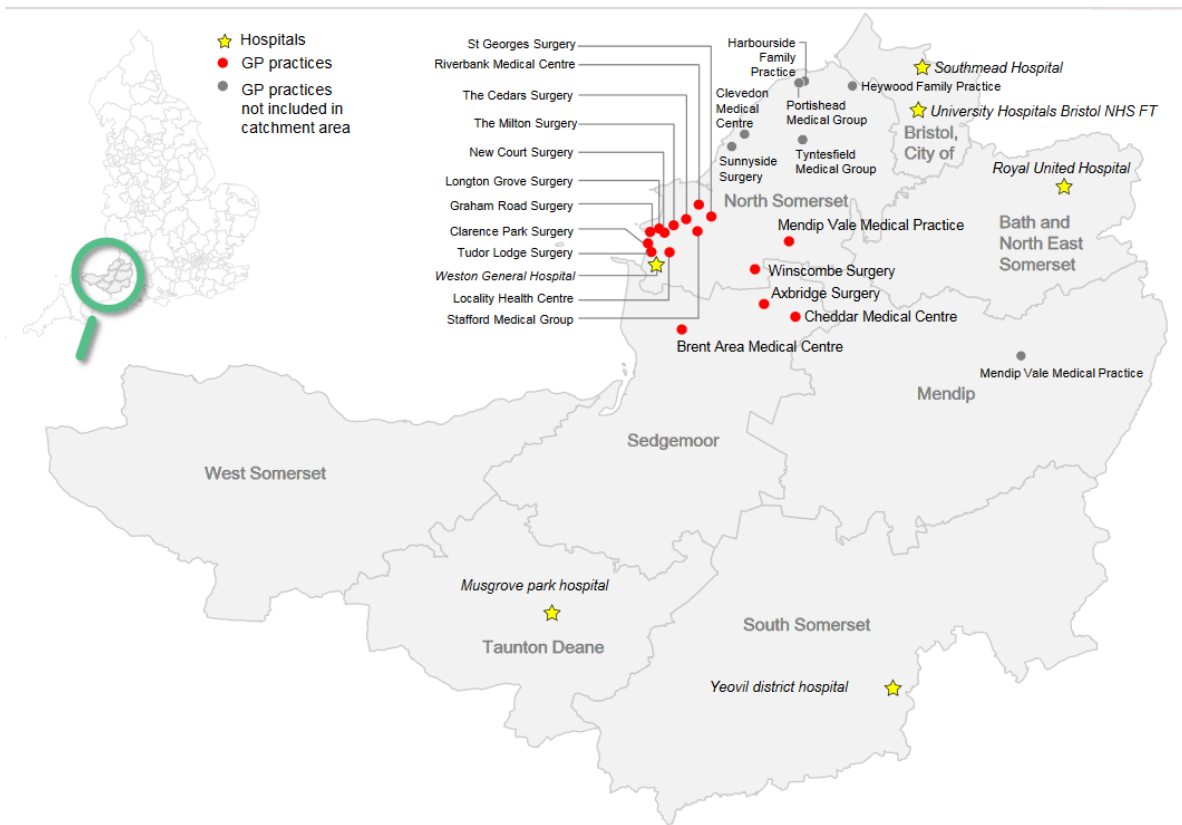 Hospitals
GP practices
GP practices
not included in
catchment area
St Georges Surgery
Riverbank Medical Centre
The Cedars Surgery
The Milton Surgery
New Court Surgery
Longton Grove Surgery
Graham Road Surgery
Clarence Park Surgery
Tudor Lodge Surgery
Weston General Hospital
Locality Health Centre
Stafford Medical Group
Harbourside
Family
Practice
Clevedon
Medical
Centre
Portishead
Medical Group
Sunnyside
Surgery
Tyntesfield
Medical Group
Heywood Family Practice
Southmead Hospital
University Hospitals Bristol NHS FT
Bristol,
City of
Royal United Hospital
North Somerset
Bath and
North East
Somerset
Mendip Vale Medical Practice
Winscombe Surgery
Axbridge Surgery
Cheddar Medical Centre
Brent Area Medical Centre
Mendip Vale Medical Practice
Mendip
Sedgemoor
West Somerset
Musgrove park hospital
Taunton Deane
South Somerset
Yeovil district hospital